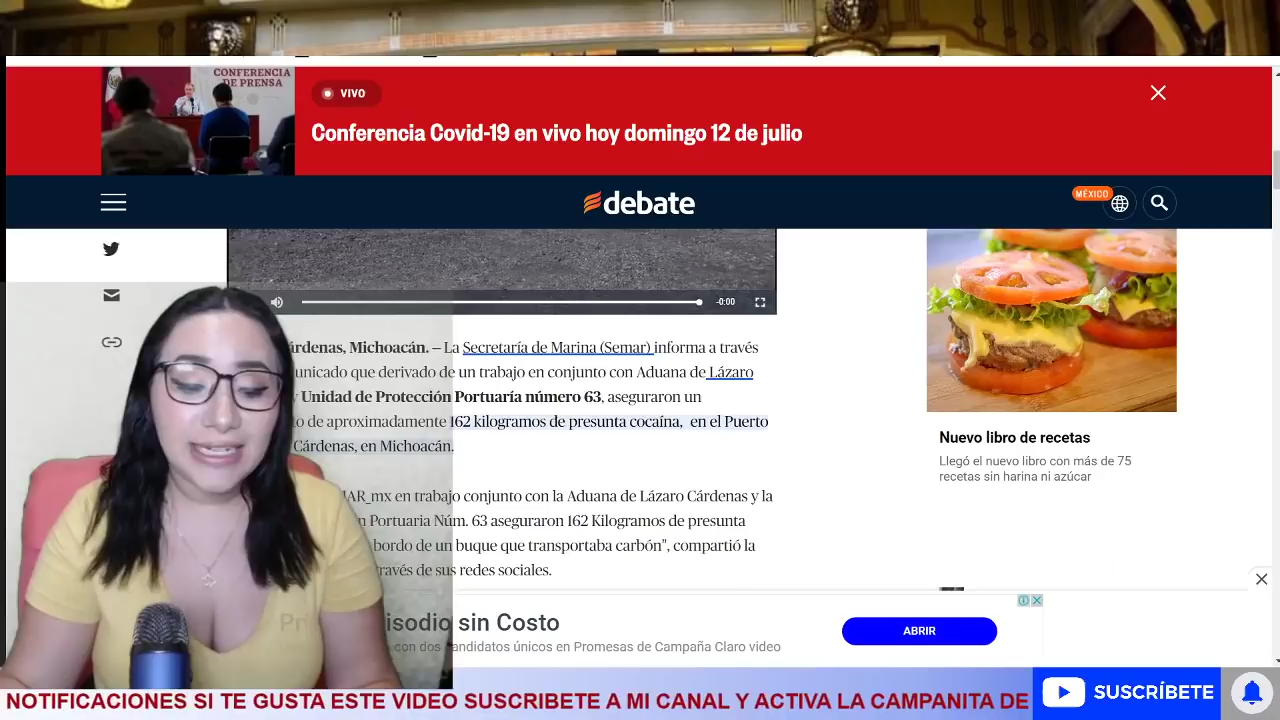 CONFERENCIA
DE PRENSA
VIVO
Conferencia Covid-19 en vivo hoy domingo 12 de julio
debate
MÉXICO
-0:00
árdenas, Michoacán. – La Secretaría de Marina (Semar) informa a través
unicado que derivado de un trabajo en conjunto con Aduana de Lázaro
y Unidad de Protección Portuaría número 63, aseguraron un
to de aproximadamente 162 kilogramos de presunta cocaína, en el Puerto
Cárdenas, en Michoacán.
AR_mx en trabajo conjunto con la Aduana de Lázaro Cárdenas y la
n Portuaria Núm. 63 aseguraron 162 Kilogramos de presunta
bordo de un buque que transportaba carbón", compartió la
ravés de sus redes sociales.
Nuevo libro de recetas
Llegó el nuevo libro con más de 75
recetas sin harina ni azúcar
isodio sin Costo
con dos candidatos únicos en Promesas de Campaña Claro video
ABRIR
NOTIFICACIONES SI TE GUSTA ESTE VIDEO SUSCRIBETE A MI CANAL Y ACTIVA LA CAMPANITA DE
SUSCRÍBETE